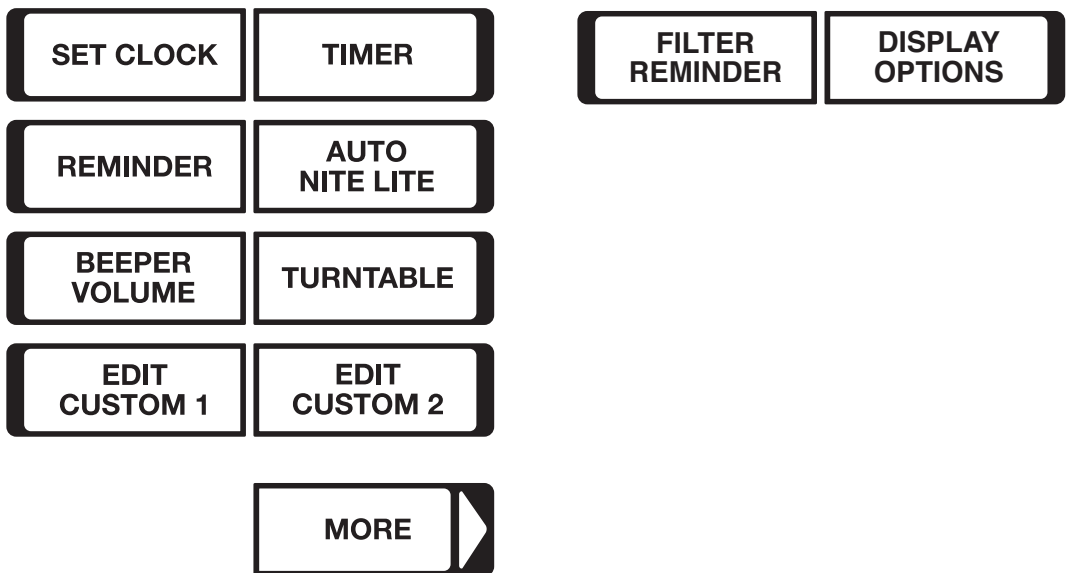 SET CLOCK
TIMER
REMINDER
AUTO
NITE LITE
BEEPER
VOLUME
TURNTABLE
EDIT
CUSTOM 1
EDIT
CUSTOM 2
MORE
FILTER
REMINDER
DISPLAY
OPTIONS